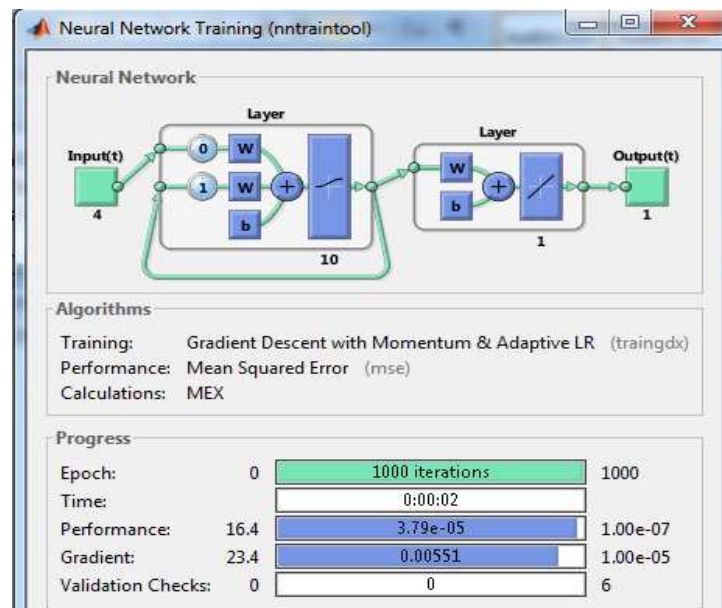 Neural Network Training (nntraintool)
Neural Network
Layer
Layer
Input(t)
0 W
Output(t)
1 W
W
b
b
4
10
1
1
Algorithms
Training: Gradient Descent with Momentum & Adaptive LR (traingdx)
Performance: Mean Squared Error (mse)
Calculations: MEX
Progress
Epoch: 0 1000 iterations 1000
Time: 0:00:02
Performance: 16.4 3.79e-05 1.00e-07
Gradient: 23.4 0.00551 1.00e-05
Validation Checks: 0 0 6